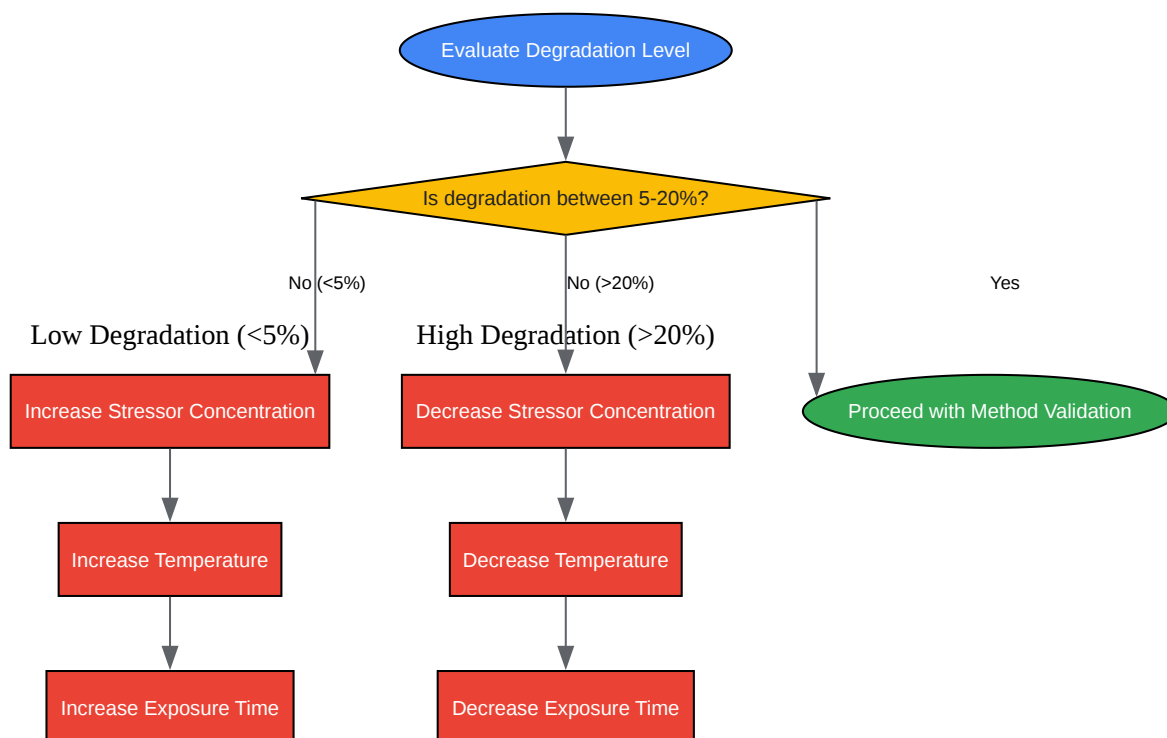 Evaluate Degradation Level
Is degradation between 5-20%?
No (<5%)
No (>20%)
Yes
Low Degradation (<5%)
High Degradation (>20%)
Increase Stressor Concentration
Decrease Stressor Concentration
Proceed with Method Validation
Increase Temperature
Decrease Temperature
Increase Exposure Time
Decrease Exposure Time